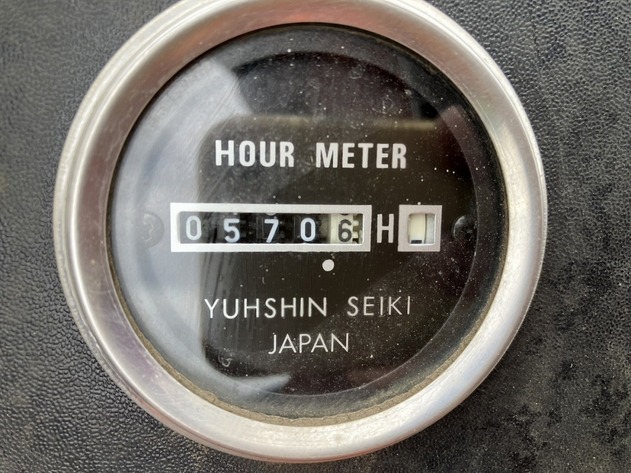 HOUR METER
05706 H
YUHSHIN SEIKI
JAPAN